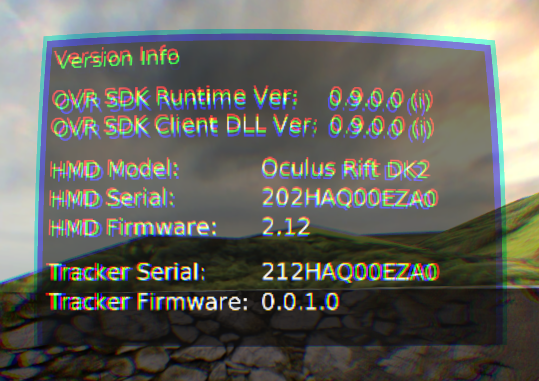 Version Info
OVR SDK Runtime Ver: 0.9.0.0 (ii)
OVR SDK Client DLL Ver: 0.9.0.0 (ii)
HMD Model: Oculus Rift DK2
HMD Serial: 202HAQ00EZA0
HMD Firmware: 2.12
Tracker Serial: 212HAQ00EZA0
Tracker Firmware: 0.0.1.0